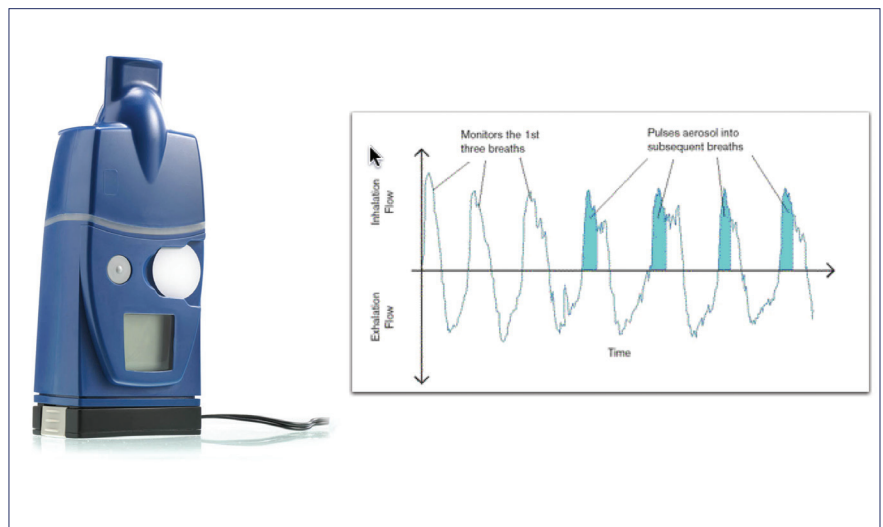 Monitors the 1st
three breaths
Pulses aerosol into
subsequent breaths
Inhalation
Flow
Exhalation
Flow
Time